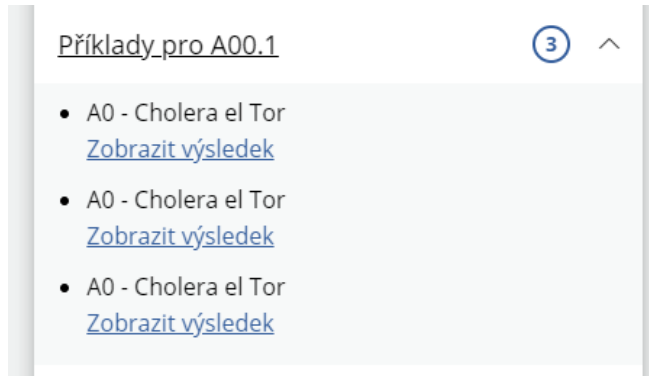 Příklady pro A00.1 3
A0 - Cholera el Tor
Zobrazit výsledek
A0 - Cholera el Tor
Zobrazit výsledek
A0 - Cholera el Tor
Zobrazit výsledek